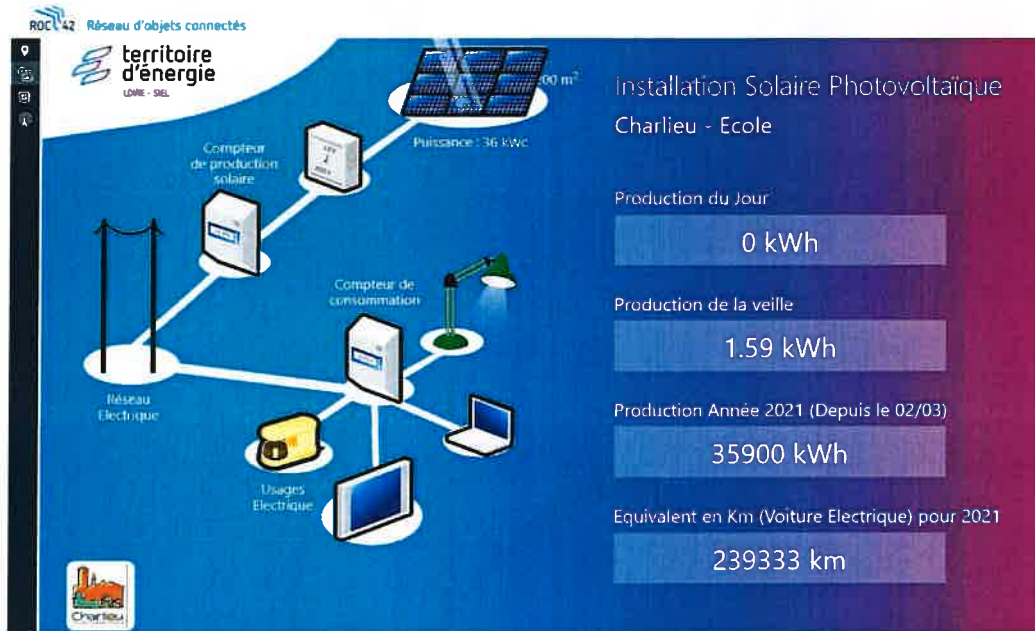 ROC 42 Réseau d'objets connectés
territoire
d'énergie
LOIRE - SIEL
00 m²
Puissance : 36 kWc
Compteur
de production
solaire
Compteur de
consommation
Réseau
Electrique
Usages
Electrique
Charlieu
Installation Solaire Photovoltaïque
Charlieu - Ecole
Production du Jour
0 kWh
Production de la veille
1.59 kWh
Production Année 2021 (Depuis le 02/03)
35900 kWh
Equivalent en Km (Voiture Electrique) pour 2021
239333 km